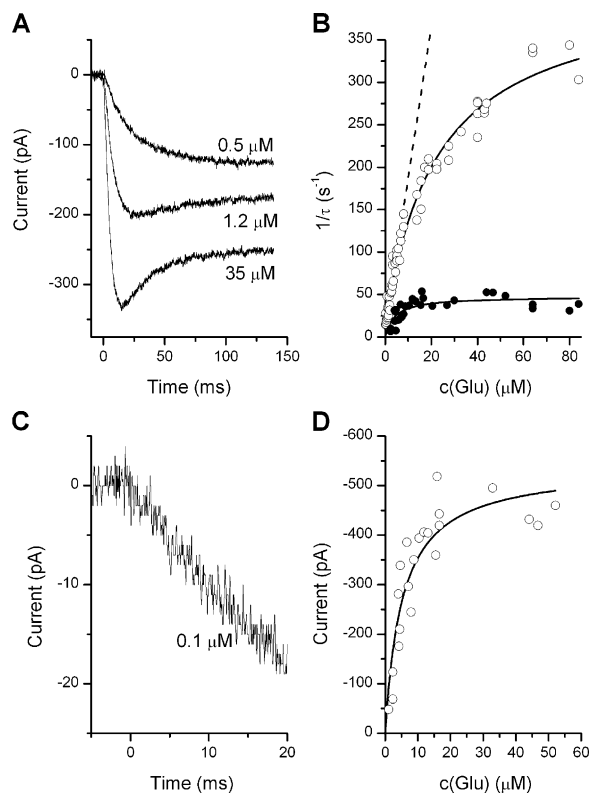 A
0
-100
-200
-300
Current (pA)
0.5 μM
1.2 μM
35 μM
0 50 100 150
Time (ms)
B
350
300
250
200
150
100
50
0
1/τ (s⁻¹)
0 20 40 60 80
c(Glu) (μM)
C
0
-10
-20
Current (pA)
0.1 μM
0 10 20
Time (ms)
D
-600
-500
-400
-300
-200
-100
0
Current (pA)
0 10 20 30 40 50 60
c(Glu) (μM)